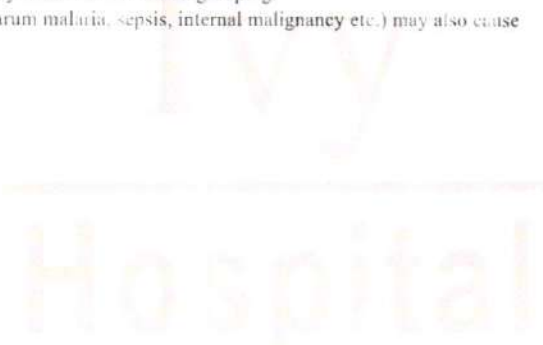 arum malaria, sepsis, internal malignancy etc.) may also cause
Ivy
Hospital